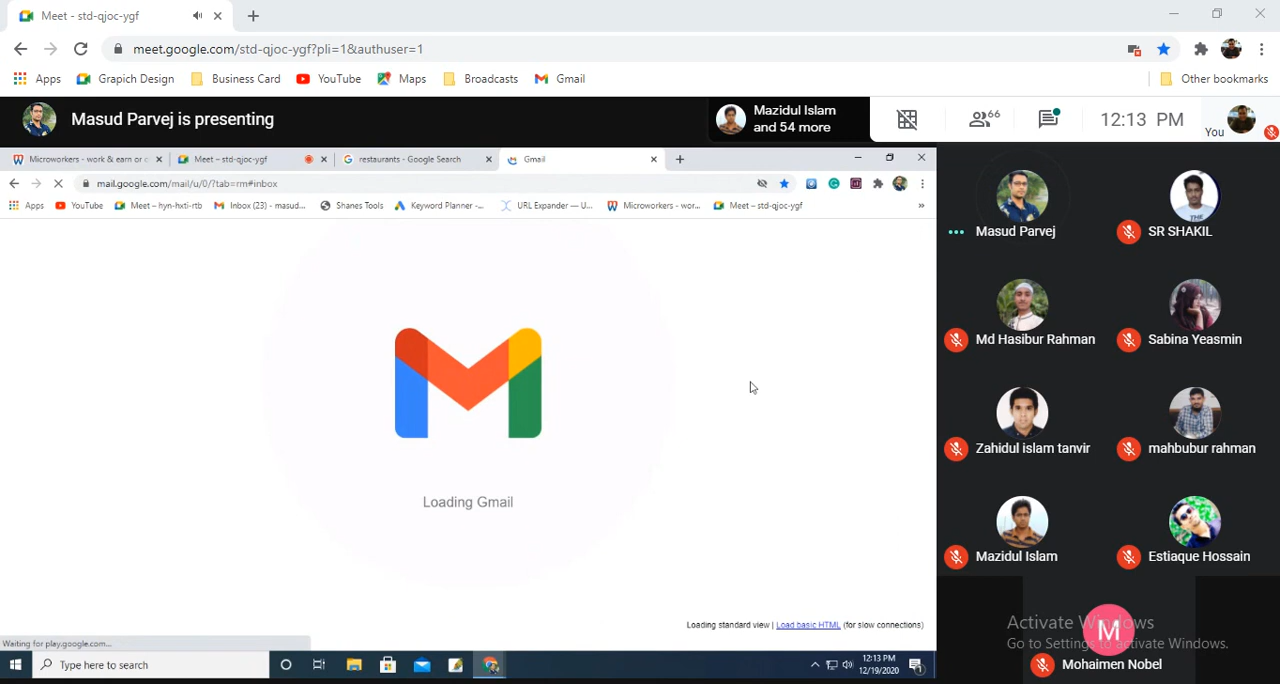 Meet - std-qjoc-ygf
meet.google.com/std-qjoc-ygf?pli=1&authuser=1
Apps Grapich Design Business Card YouTube Maps Broadcasts Gmail Other bookmarks
Masud Parvej is presenting
Mazidul Islam
and 54 more
66
12:13 PM
You
Microworkers - work & earn or o Meet – std-qjoc-ygf restaurants - Google Search Gmail
mail.google.com/mail/u/0/?tab=rm#inbox
Apps YouTube Meet – hyn-hxti-rtb Inbox (23) - masud... Shanes Tools Keyword Planner -... URL Expander — U... Microworkers - wor... Meet – std-qjoc-ygf »
Loading Gmail
Loading standard view | Load basic HTML (for slow connections)
Waiting for play.google.com...
Type here to search
12:13 PM
12/19/2020
1
Masud Parvej
SR SHAKIL
THE
Md Hasibur Rahman
Sabina Yeasmin
Zahidul islam tanvir
mahbubur rahman
Mazidul Islam
Estiaque Hossain
M
Mohaimen Nobel
Activate Windows
Go to Settings to activate Windows.